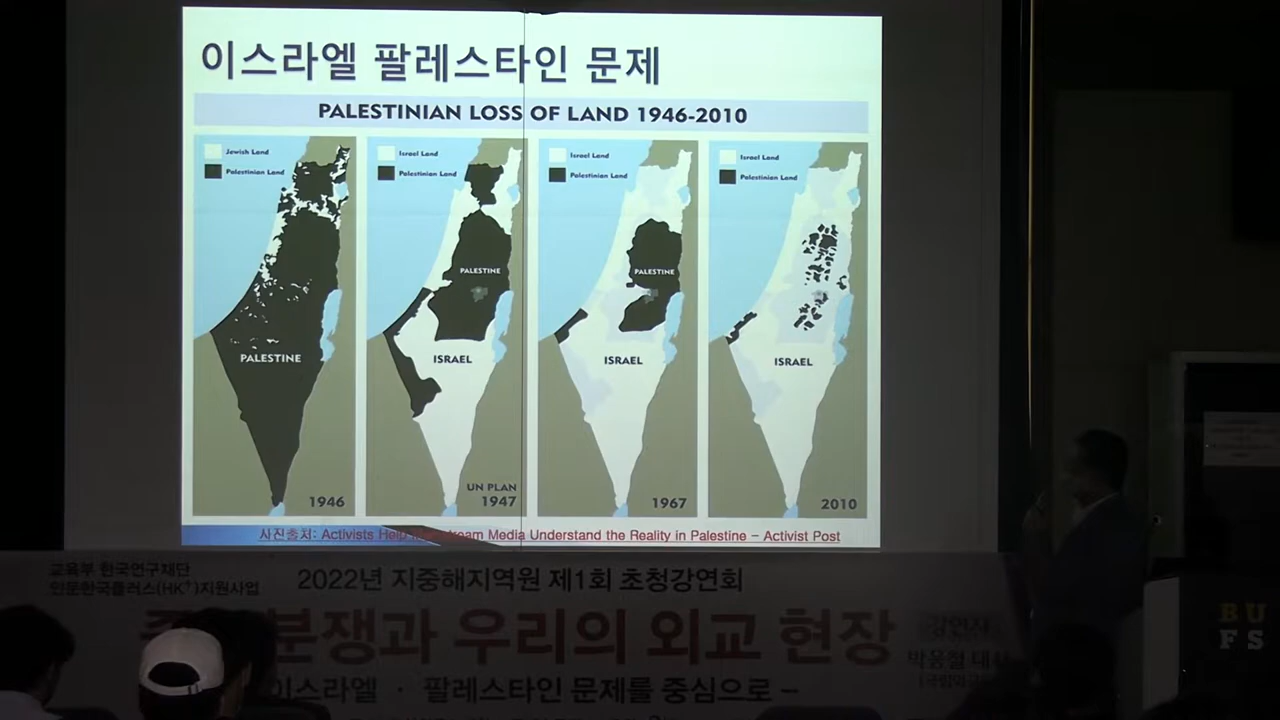 이스라엘 팔레스타인 문제
PALESTINIAN LOSS OF LAND 1946-2010
Jewish Land
Palestinian Land
PALESTINE
1946
Israel Land
Palestinian Land
PALESTINE
ISRAEL
UN PLAN
1947
Israel Land
Palestinian Land
PALESTINE
ISRAEL
1967
Israel Land
Palestinian Land
ISRAEL
2010
사진출처: Activists Help Media Understand the Reality in Palestine – Activist Post
교육부 한국연구재단
인문한국플러스(HK+)지원사업
2022년 지중해지역원 제1회 초청강연회
분쟁과 우리의 외교 현장
이스라엘 · 팔레스타인 문제를 중심으로 –
강연자
대사
BU
FS